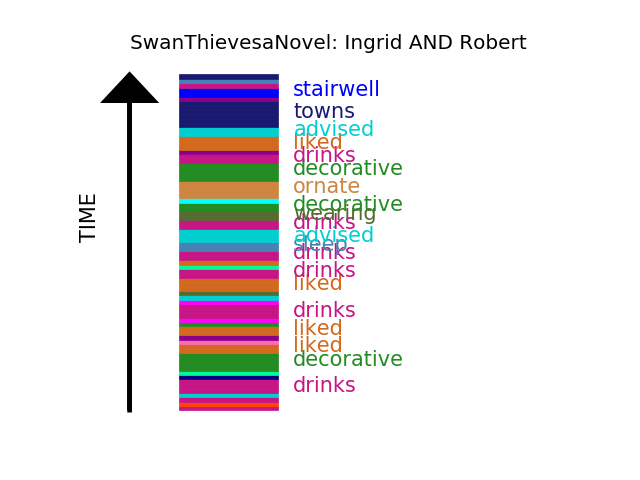 SwanThievesaNovel: Ingrid AND Robert
stairwell
towns
advised
liked
drinks
decorative
ornate
decorative
wearing
drinks
advised
sleep
drinks
drinks
liked
drinks
liked
liked
decorative
drinks
TIME